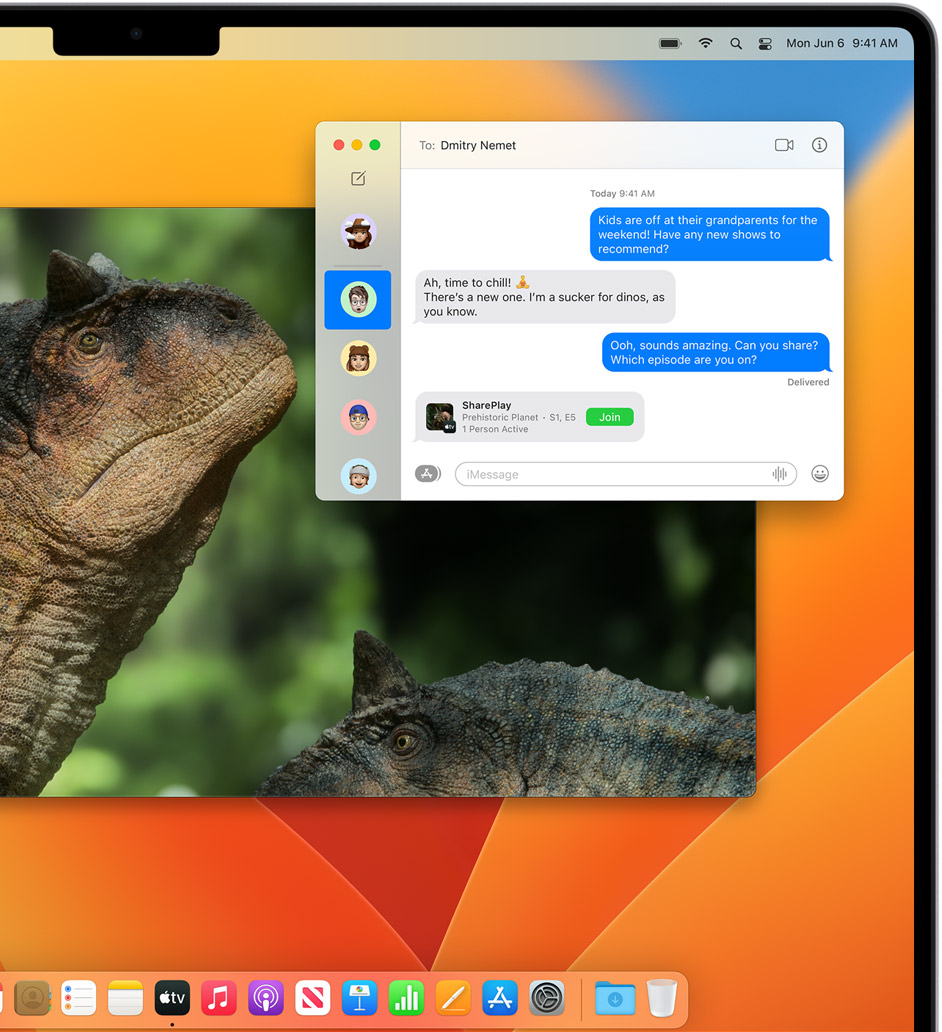 Mon Jun 6 9:41 AM
To: Dmitry Nemet
Today 9:41 AM
Kids are off at their grandparents for the
weekend! Have any new shows to
recommend?
Ah, time to chill! 🧘
There's a new one. I'm a sucker for dinos, as
you know.
Ooh, sounds amazing. Can you share?
Which episode are you on?
Delivered
SharePlay
Prehistoric Planet · S1, E5
1 Person Active
Join
tv
iMessage
tv